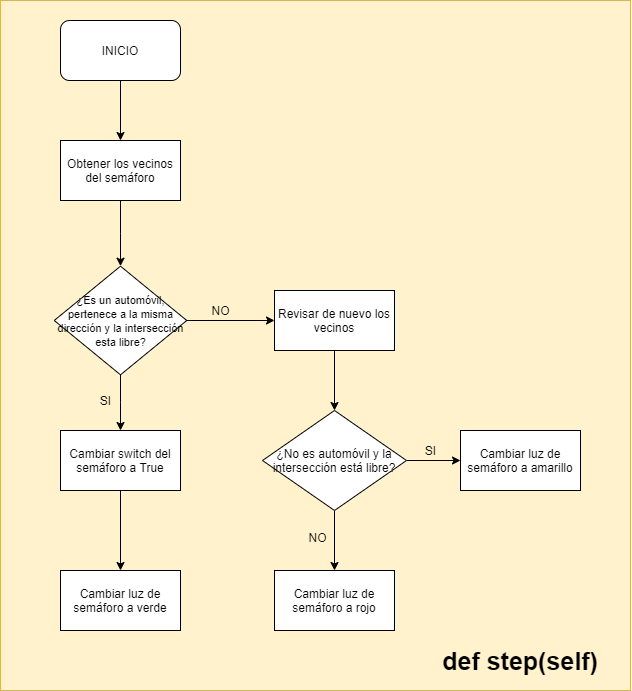 INICIO
Obtener los vecinos
del semáforo
¿Es un automóvil,
pertenece a la misma
dirección y la intersección
esta libre?
NO
Revisar de nuevo los
vecinos
SI
Cambiar switch del
semáforo a True
¿No es automóvil y la
intersección está libre?
SI
Cambiar luz de
semáforo a amarillo
NO
Cambiar luz de
semáforo a verde
Cambiar luz de
semáforo a rojo
def step(self)